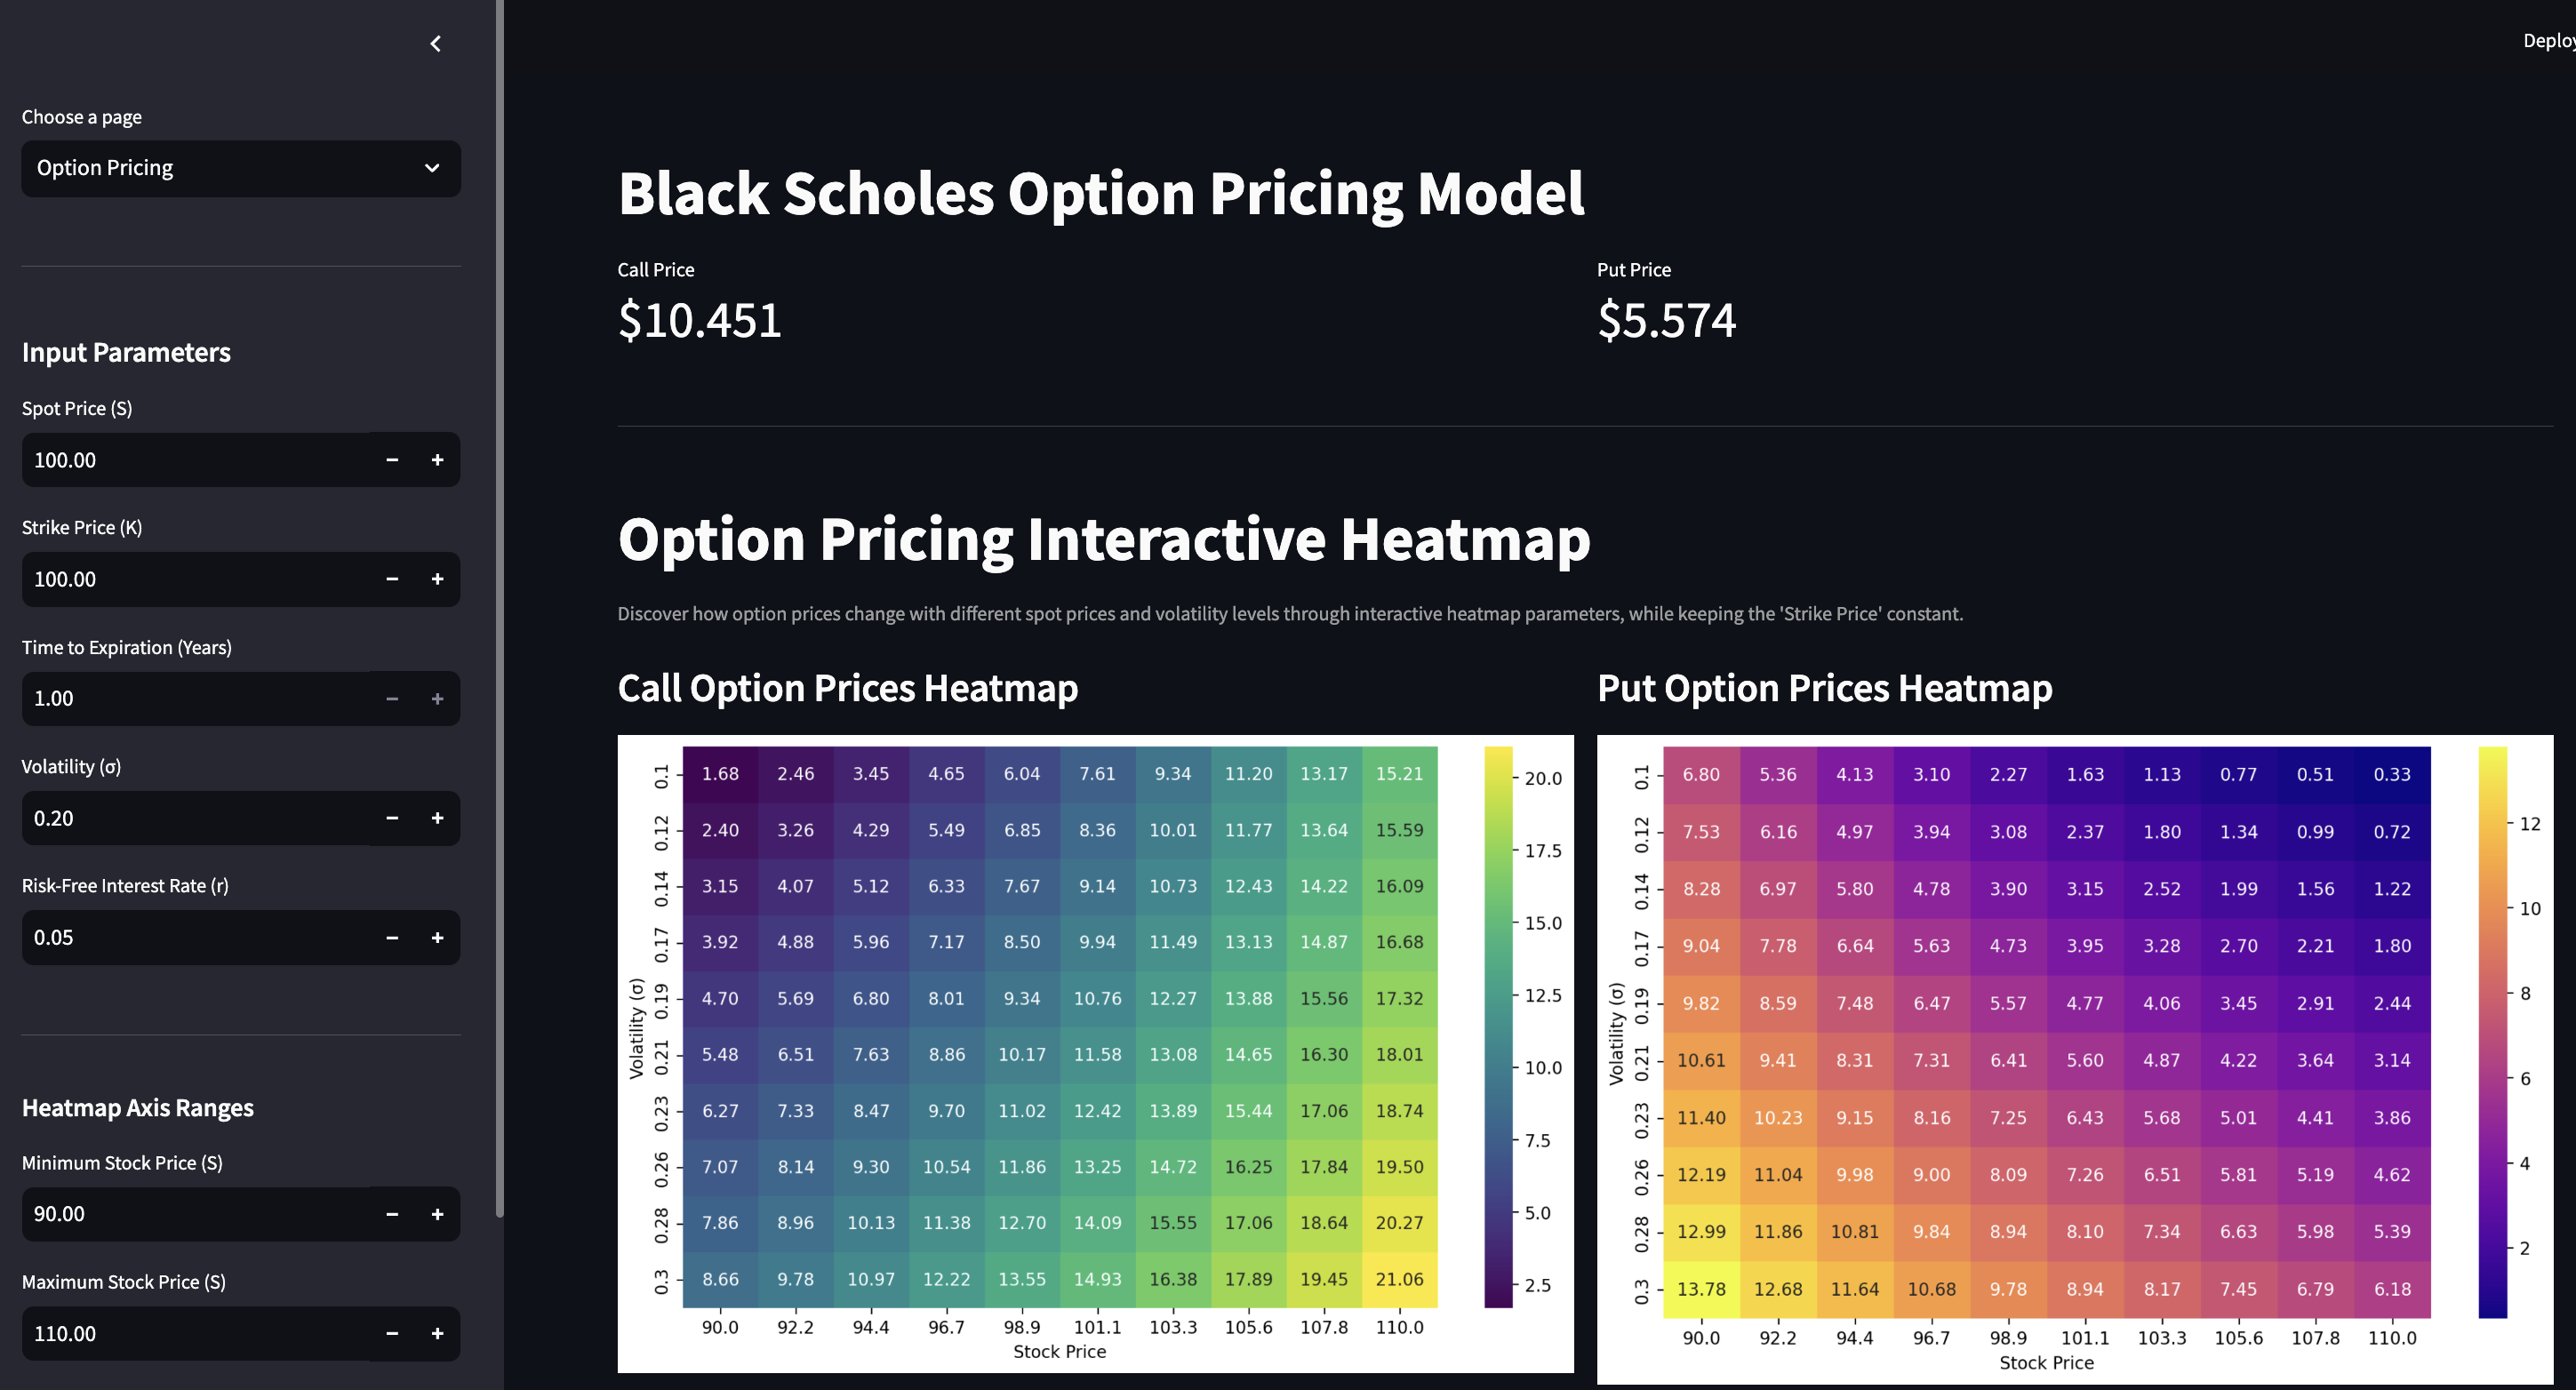 Deploy
Choose a page
Option Pricing
Input Parameters
Spot Price (S)
100.00
Strike Price (K)
100.00
Time to Expiration (Years)
1.00
Volatility (σ)
0.20
Risk-Free Interest Rate (r)
0.05
Heatmap Axis Ranges
Minimum Stock Price (S)
90.00
Maximum Stock Price (S)
110.00
Black Scholes Option Pricing Model
Call Price
$10.451
Put Price
$5.574
Option Pricing Interactive Heatmap
Discover how option prices change with different spot prices and volatility levels through interactive heatmap parameters, while keeping the 'Strike Price' constant.
Call Option Prices Heatmap
Volatility (σ)
0.1 1.68 2.46 3.45 4.65 6.04 7.61 9.34 11.20 13.17 15.21
0.12 2.40 3.26 4.29 5.49 6.85 8.36 10.01 11.77 13.64 15.59
0.14 3.15 4.07 5.12 6.33 7.67 9.14 10.73 12.43 14.22 16.09
0.17 3.92 4.88 5.96 7.17 8.50 9.94 11.49 13.13 14.87 16.68
0.19 4.70 5.69 6.80 8.01 9.34 10.76 12.27 13.88 15.56 17.32
0.21 5.48 6.51 7.63 8.86 10.17 11.58 13.08 14.65 16.30 18.01
0.23 6.27 7.33 8.47 9.70 11.02 12.42 13.89 15.44 17.06 18.74
0.26 7.07 8.14 9.30 10.54 11.86 13.25 14.72 16.25 17.84 19.50
0.28 7.86 8.96 10.13 11.38 12.70 14.09 15.55 17.06 18.64 20.27
0.3 8.66 9.78 10.97 12.22 13.55 14.93 16.38 17.89 19.45 21.06
90.0 92.2 94.4 96.7 98.9 101.1 103.3 105.6 107.8 110.0
Stock Price
20.0
17.5
15.0
12.5
10.0
7.5
5.0
2.5
Put Option Prices Heatmap
Volatility (σ)
0.1 6.80 5.36 4.13 3.10 2.27 1.63 1.13 0.77 0.51 0.33
0.12 7.53 6.16 4.97 3.94 3.08 2.37 1.80 1.34 0.99 0.72
0.14 8.28 6.97 5.80 4.78 3.90 3.15 2.52 1.99 1.56 1.22
0.17 9.04 7.78 6.64 5.63 4.73 3.95 3.28 2.70 2.21 1.80
0.19 9.82 8.59 7.48 6.47 5.57 4.77 4.06 3.45 2.91 2.44
0.21 10.61 9.41 8.31 7.31 6.41 5.60 4.87 4.22 3.64 3.14
0.23 11.40 10.23 9.15 8.16 7.25 6.43 5.68 5.01 4.41 3.86
0.26 12.19 11.04 9.98 9.00 8.09 7.26 6.51 5.81 5.19 4.62
0.28 12.99 11.86 10.81 9.84 8.94 8.10 7.34 6.63 5.98 5.39
0.3 13.78 12.68 11.64 10.68 9.78 8.94 8.17 7.45 6.79 6.18
90.0 92.2 94.4 96.7 98.9 101.1 103.3 105.6 107.8 110.0
Stock Price
12
10
8
6
4
2